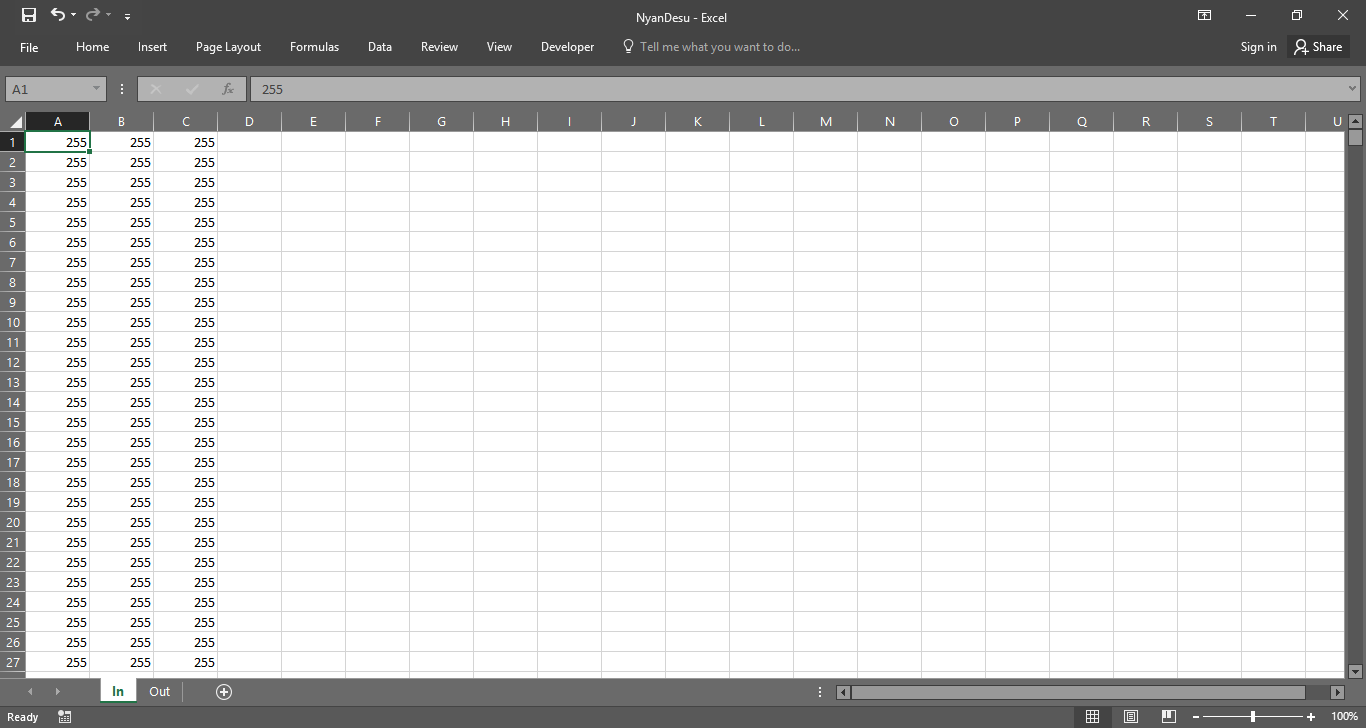 NyanDesu - Excel
File Home Insert Page Layout Formulas Data Review View Developer Tell me what you want to do... Sign in Share
A1 fx 255
A B C D E F G H I J K L M N O P Q R S T U
1 255 255 255
2 255 255 255
3 255 255 255
4 255 255 255
5 255 255 255
6 255 255 255
7 255 255 255
8 255 255 255
9 255 255 255
10 255 255 255
11 255 255 255
12 255 255 255
13 255 255 255
14 255 255 255
15 255 255 255
16 255 255 255
17 255 255 255
18 255 255 255
19 255 255 255
20 255 255 255
21 255 255 255
22 255 255 255
23 255 255 255
24 255 255 255
25 255 255 255
26 255 255 255
27 255 255 255
In Out
Ready 100%